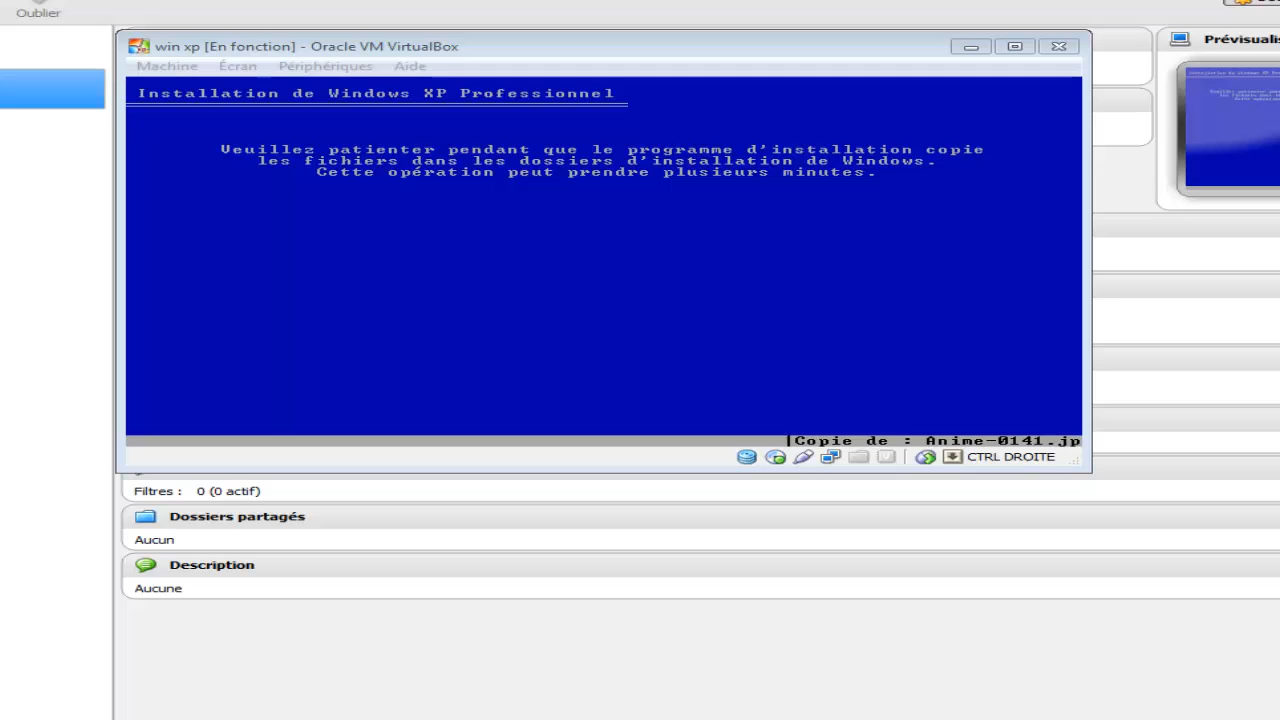 Oublier
win xp [En fonction] - Oracle VM VirtualBox
Prévisualis
Machine Écran Périphériques Aide
Installation de Windows XP Professionnel
Veuillez patienter pendant que le programme d'installation copie
les fichiers dans les dossiers d'installation de Windows.
Cette opération peut prendre plusieurs minutes.
Copie de : Anime-0141.jp
CTRL DROITE
Filtres : 0 (0 actif)
Dossiers partagés
Aucun
Description
Aucune